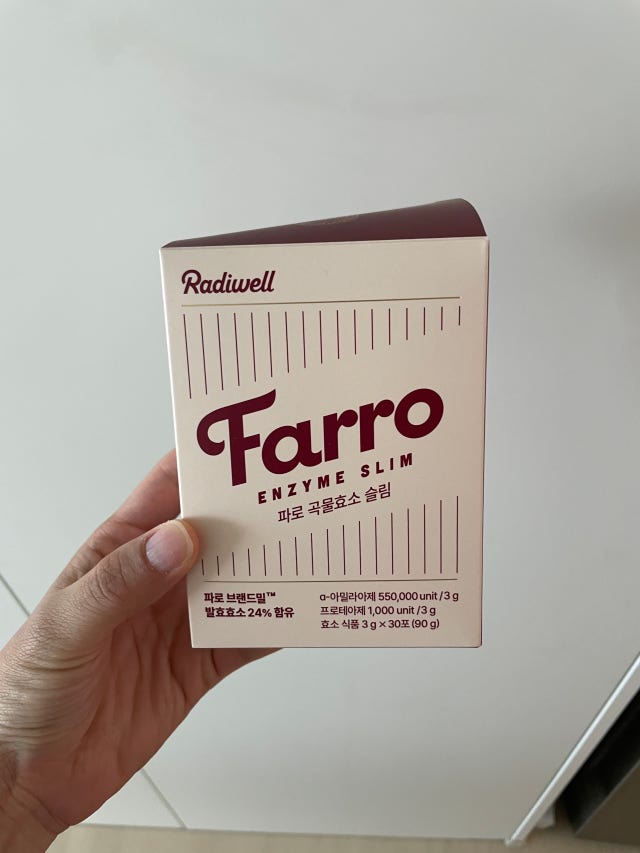 Radiwell
Farro
ENZYME SLIM
파로 곡물효소 슬림
파로 브랜드밀™
발효효소 24% 함유
α-아밀라아제 550,000 unit / 3 g
프로테아제 1,000 unit / 3 g
효소 식품 3 g × 30포 (90 g)